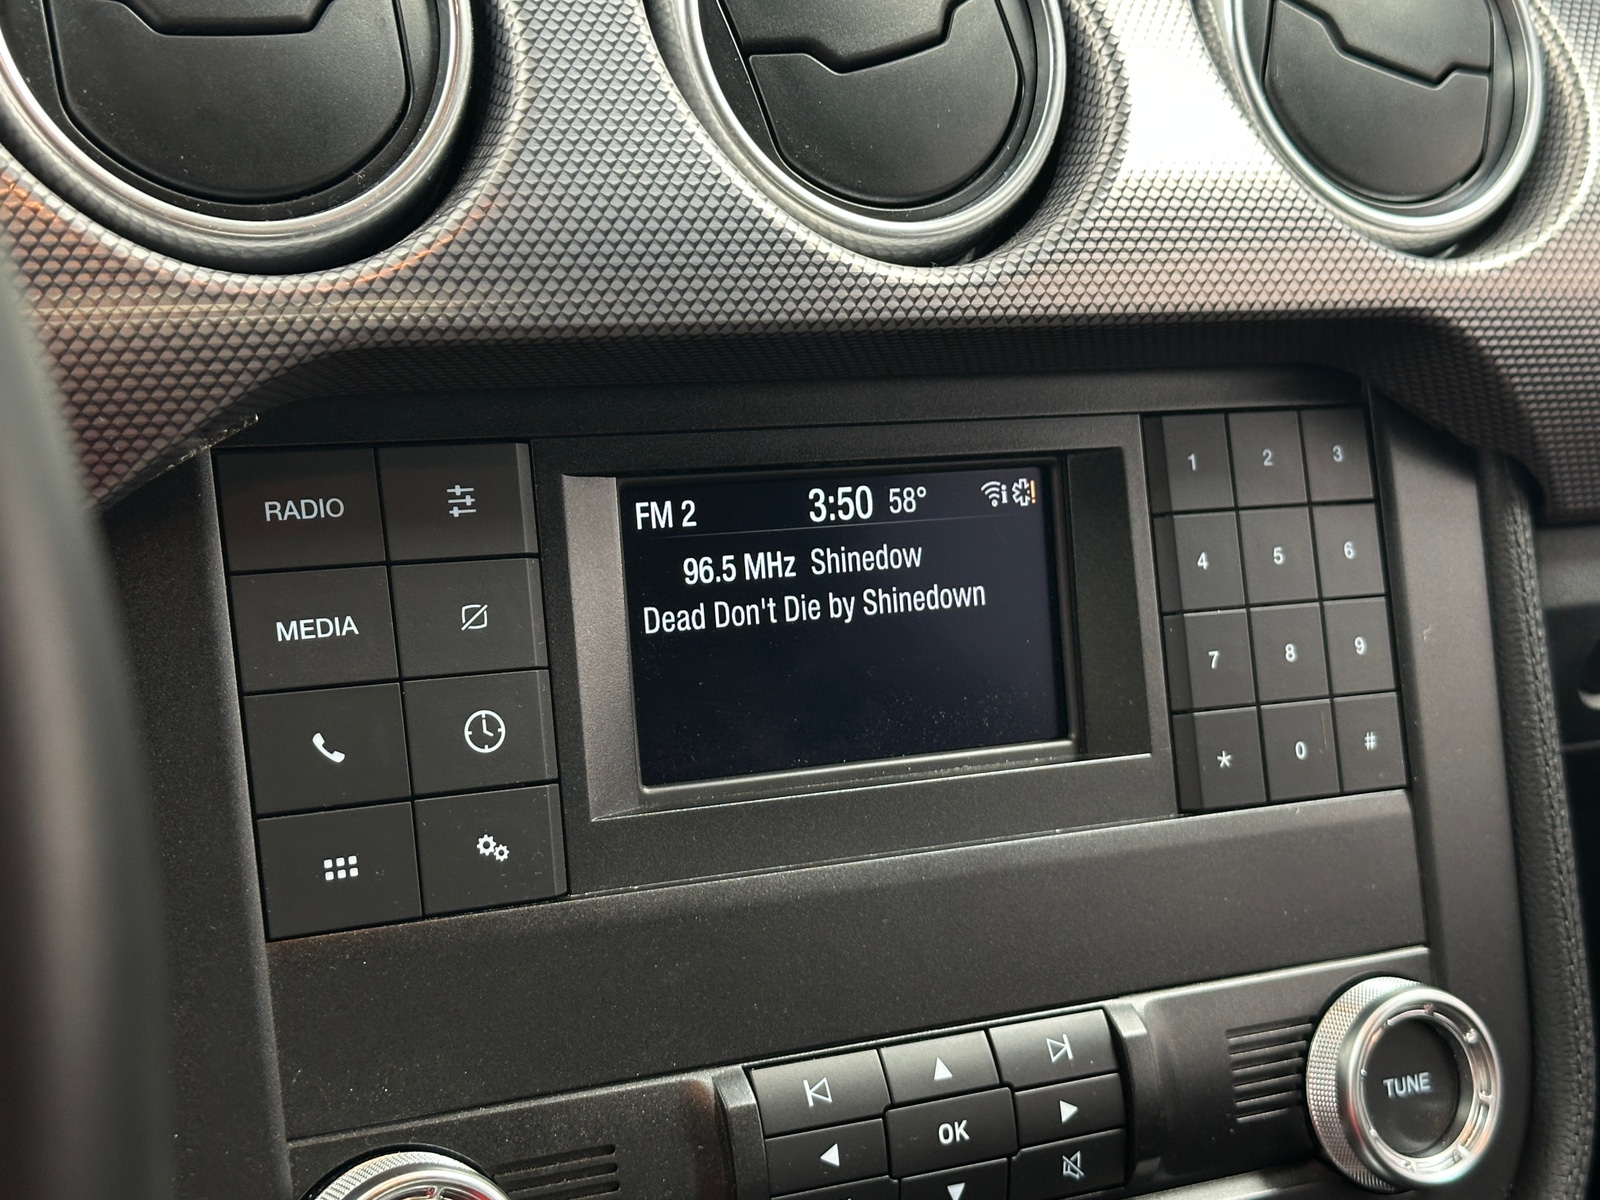 RADIO
MEDIA
FM 2 3:50 58°
96.5 MHz Shinedow
Dead Don't Die by Shinedown
1 2 3
4 5 6
7 8 9
* 0 #
OK
TUNE